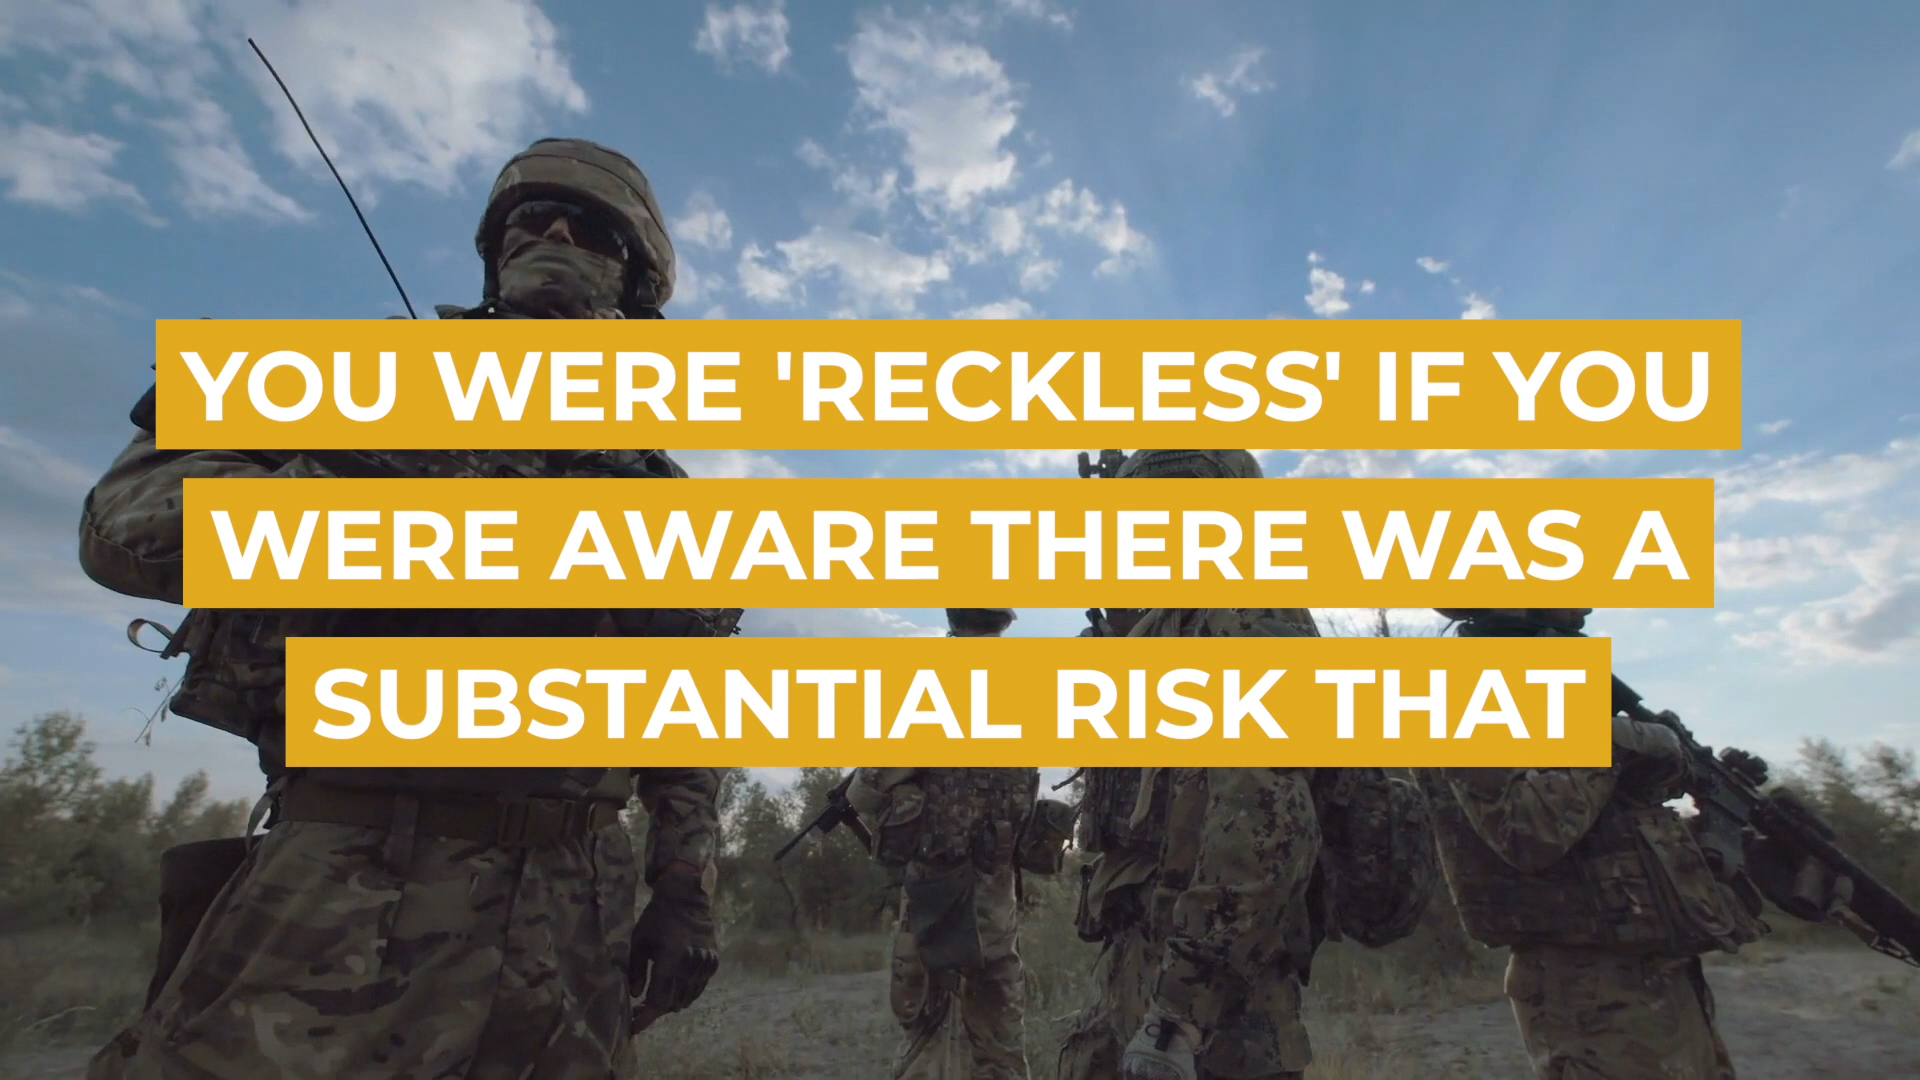 YOU WERE 'RECKLESS' IF YOU
WERE AWARE THERE WAS A
SUBSTANTIAL RISK THAT